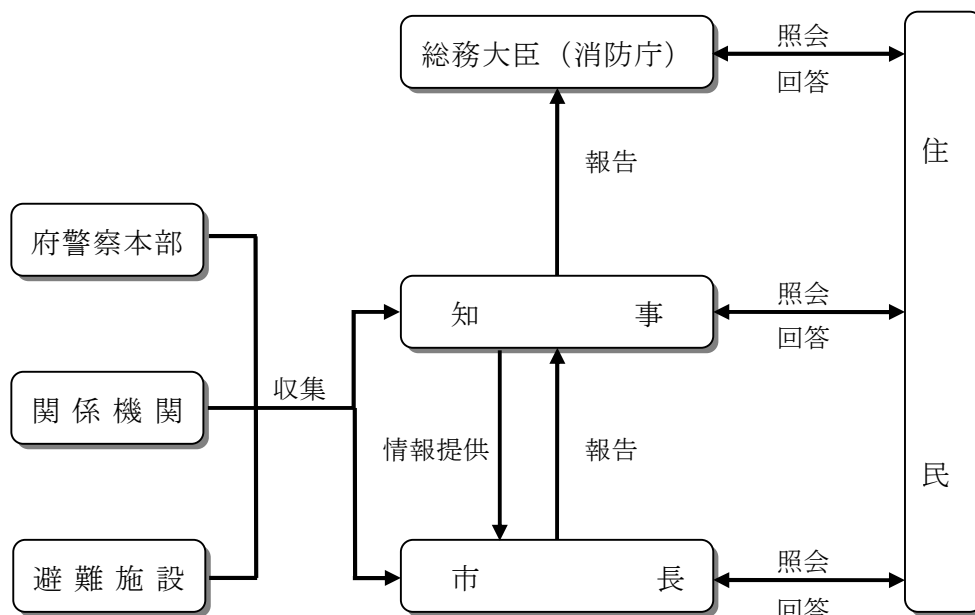 総務大臣（消防庁）
照会
回答
住民
報告
府警察本部
知事
照会
回答
関係機関
収集
情報提供
報告
避難施設
市長
照会
回答